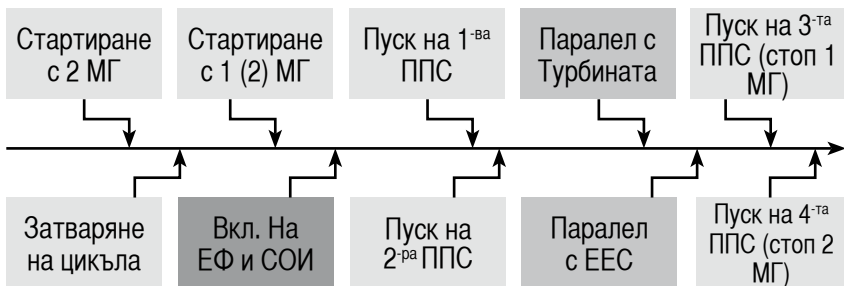 Стартиране
с 2 МГ
Стартиране
с 1 (2) МГ
Пуск на 1-ва
ППС
Паралел с
Турбината
Пуск на 3-та
ППС (стоп 1
МГ)
Затваряне
на цикъла
Вкл. На
ЕФ и СОИ
Пуск на
2-ра ППС
Паралел
с ЕЕС
Пуск на 4-та
ППС (стоп 2
МГ)